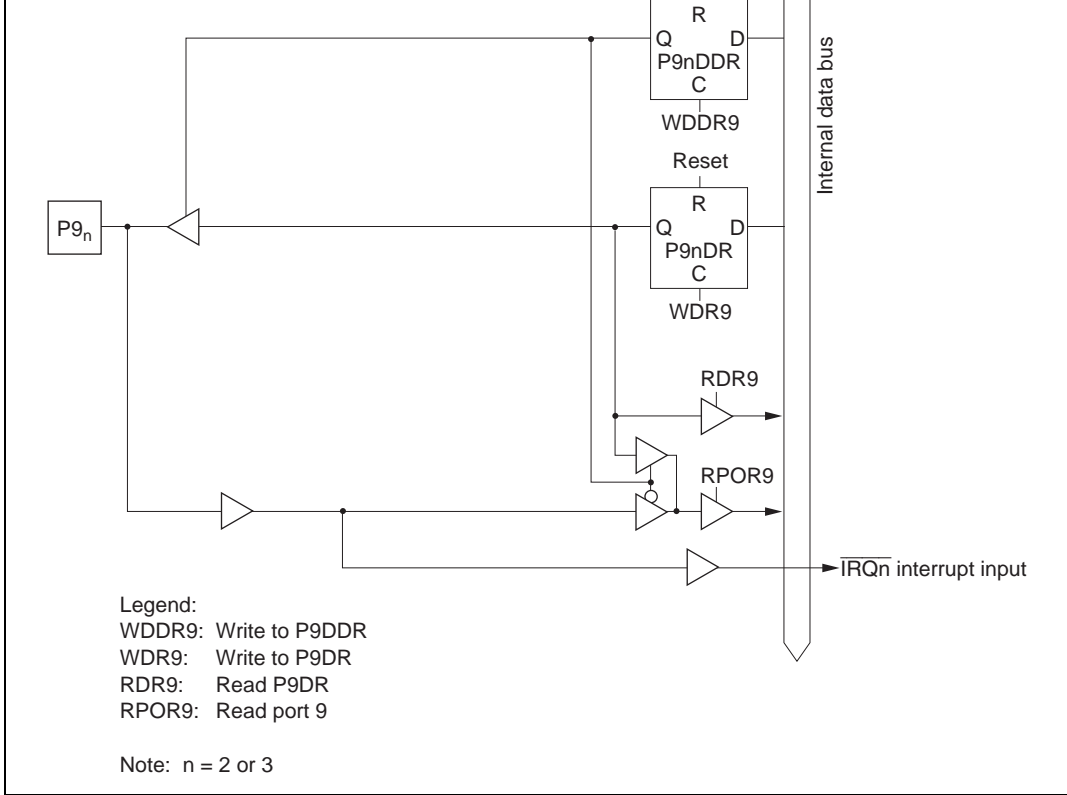 R
Q D
P9nDDR
C
WDDR9
Internal data bus
Reset
R
P9n
Q D
P9nDR
C
WDR9
RDR9
RPOR9
IRQn interrupt input
Legend:
WDDR9: Write to P9DDR
WDR9: Write to P9DR
RDR9: Read P9DR
RPOR9: Read port 9
Note: n = 2 or 3